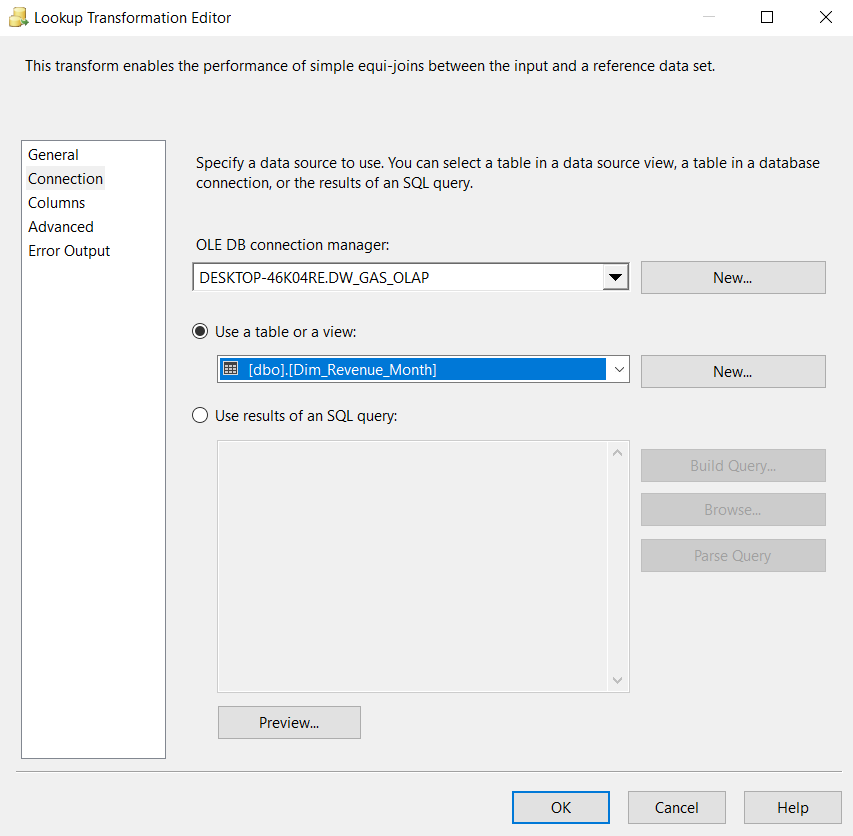 Lookup Transformation Editor
This transform enables the performance of simple equi-joins between the input and a reference data set.
General
Connection
Columns
Advanced
Error Output
Specify a data source to use. You can select a table in a data source view, a table in a database
connection, or the results of an SQL query.
OLE DB connection manager:
DESKTOP-46K04RE.DW_GAS_OLAP
New...
Use a table or a view:
[dbo].[Dim_Revenue_Month]
New...
Use results of an SQL query:
Build Query...
Browse...
Parse Query
Preview...
OK
Cancel
Help